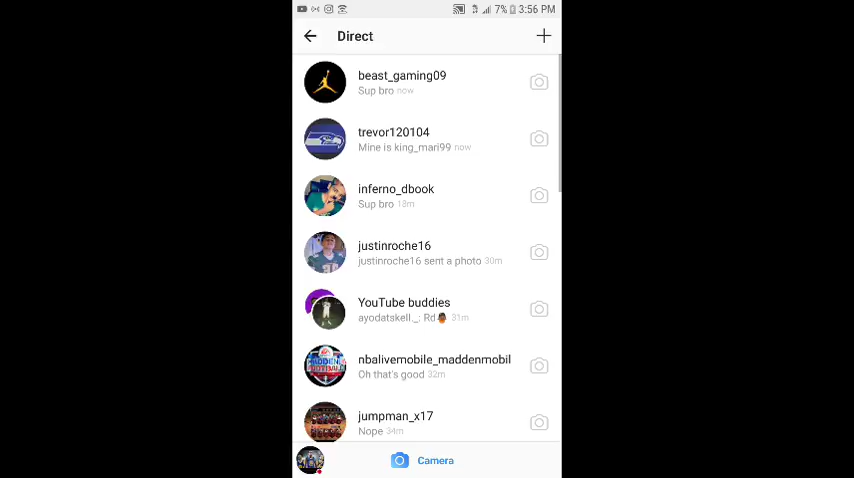 7% 3:56 PM
Direct
beast_gaming09
Sup bro now
trevor120104
Mine is king_mari99 now
inferno_dbook
Sup bro 18m
justinroche16
justinroche16 sent a photo 30m
YouTube buddies
ayodatskell._: Rd🤷🏾 31m
nbalivemobile_maddenmobil
Oh that's good 32m
jumpman_x17
Nope 34m
Camera